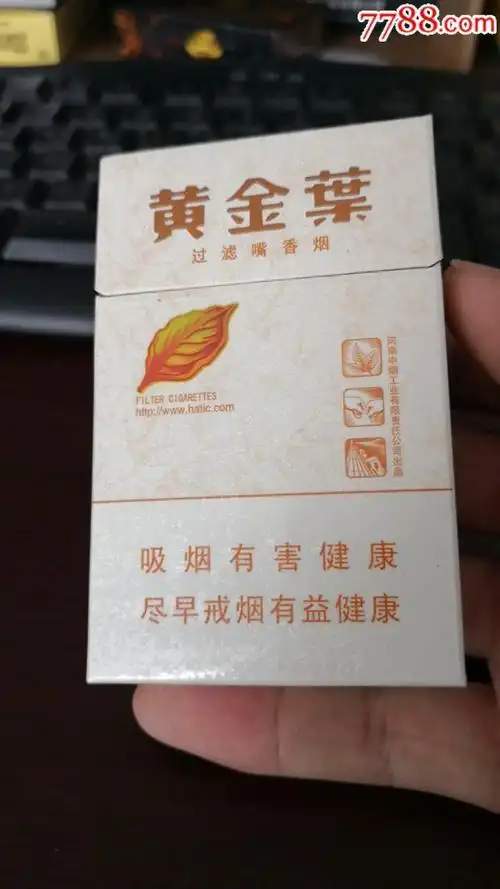 7788.com
黄金葉
过滤嘴香烟
FILTER CIGARETTES
http://www.hatic.com
河南中烟工业有限责任公司出品
吸烟有害健康
尽早戒烟有益健康